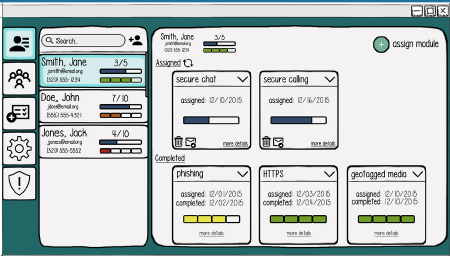 Search..
Smith, Jane 3/5
jsmith@email.org
(321) 555-1234
Doe, John 7/10
jdoe@email.org
(555) 555-4321
Jones, Jack 4/10
jjones@email.org
(321) 555-5552
Smith, Jane 3/5
jsmith@email.org
(321) 555-1234
assign module
Assigned
secure chat
assigned: 12/10/2015
more details
secure calling
assigned: 12/16/2015
more details
Completed
phishing
assigned: 12/01/2015
completed: 12/02/2015
more details
HTTPS
assigned: 12/03/2015
completed: 12/04/2015
more details
geotagged media
assigned: 12/10/2015
completed: 12/10/2015
more details